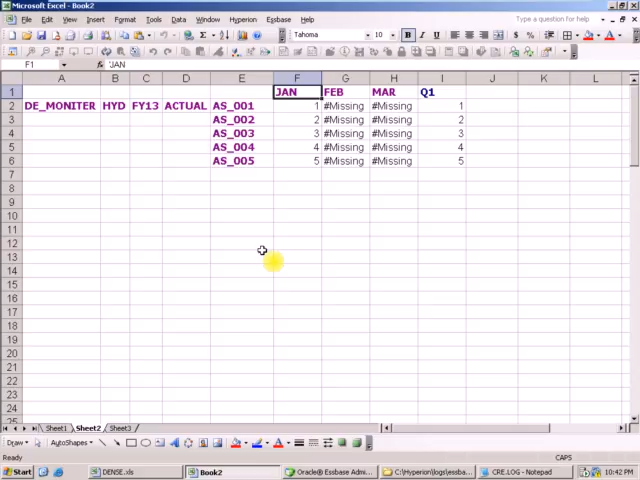 Microsoft Excel - Book2
File Edit View Insert Format Tools Data Window Hyperion Essbase Help Type a question for help
Tahoma 10 B I U
F1 fx 'JAN
A B C D E F G H I J K L
1 JAN FEB MAR Q1
2 DE_MONITER HYD FY13 ACTUAL AS_001 1 #Missing #Missing 1
3 AS_002 2 #Missing #Missing 2
4 AS_003 3 #Missing #Missing 3
5 AS_004 4 #Missing #Missing 4
6 AS_005 5 #Missing #Missing 5
7
8
9
10
11
12
13
14
15
16
17
18
19
20
21
22
23
24
25
Sheet1 Sheet2 Sheet3
Draw AutoShapes
Ready CAPS
Start DENSE.xls Book2 Oracle® Essbase Admi... C:\Hyperion\logs\essba... CRE.LOG - Notepad 10:42 PM